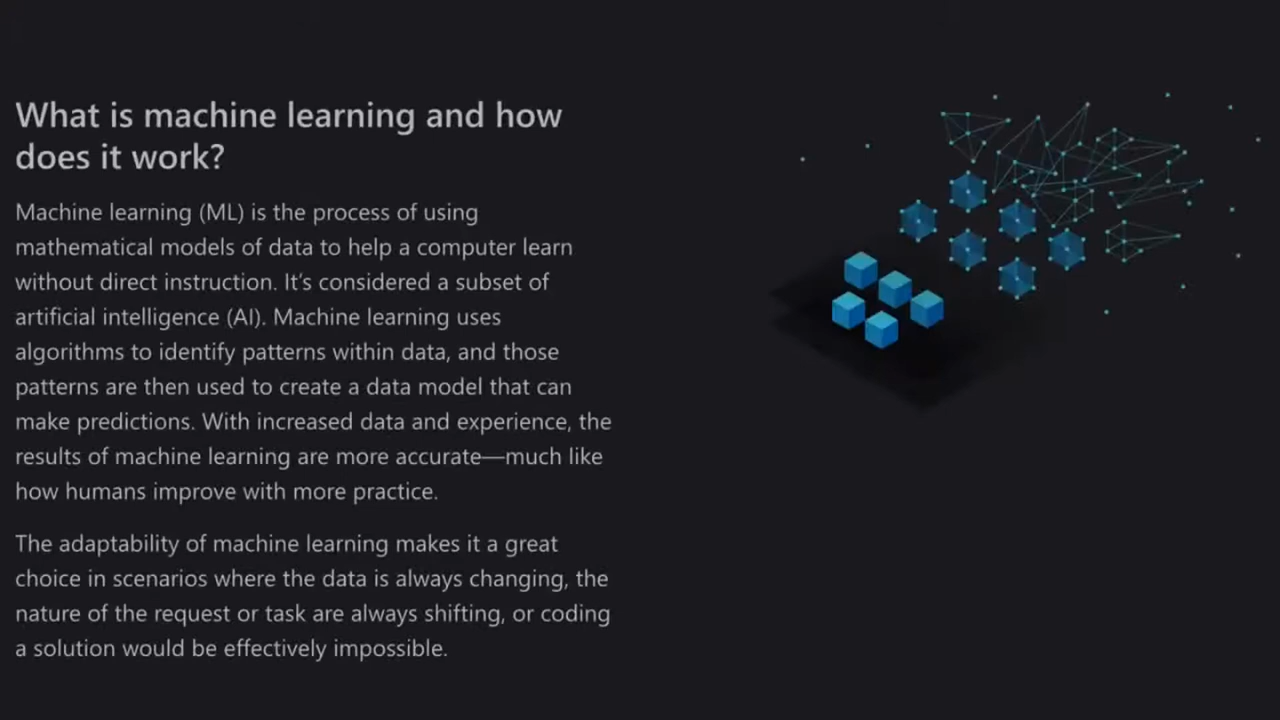 What is machine learning and how
does it work?
Machine learning (ML) is the process of using
mathematical models of data to help a computer learn
without direct instruction. It's considered a subset of
artificial intelligence (AI). Machine learning uses
algorithms to identify patterns within data, and those
patterns are then used to create a data model that can
make predictions. With increased data and experience, the
results of machine learning are more accurate—much like
how humans improve with more practice.
The adaptability of machine learning makes it a great
choice in scenarios where the data is always changing, the
nature of the request or task are always shifting, or coding
a solution would be effectively impossible.